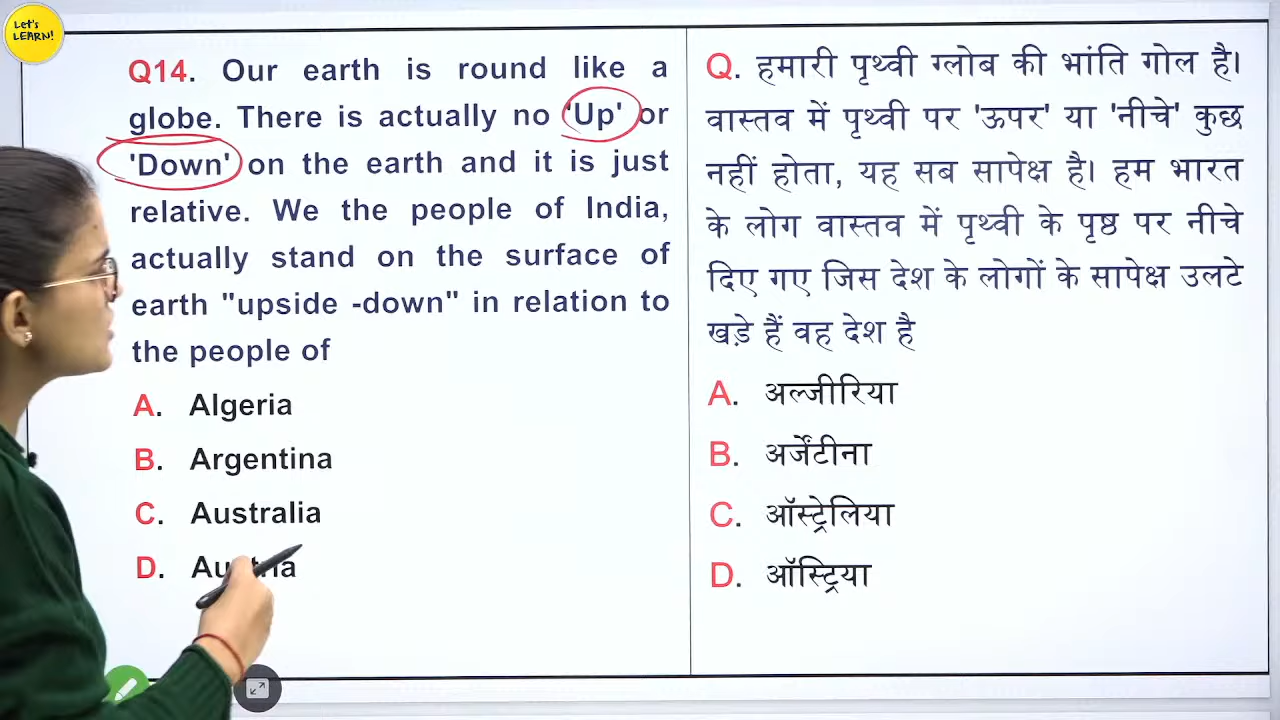 Let's
LEARN!
Q14. Our earth is round like a
globe. There is actually no 'Up' or
'Down' on the earth and it is just
relative. We the people of India,
actually stand on the surface of
earth "upside -down" in relation to
the people of
A. Algeria
B. Argentina
C. Australia
D. Austria
Q. हमारी पृथ्वी ग्लोब की भांति गोल है।
वास्तव में पृथ्वी पर 'ऊपर' या 'नीचे' कुछ
नहीं होता, यह सब सापेक्ष है। हम भारत
के लोग वास्तव में पृथ्वी के पृष्ठ पर नीचे
दिए गए जिस देश के लोगों के सापेक्ष उलटे
खड़े हैं वह देश है
A. अल्जीरिया
B. अर्जेंटीना
C. ऑस्ट्रेलिया
D. ऑस्ट्रिया